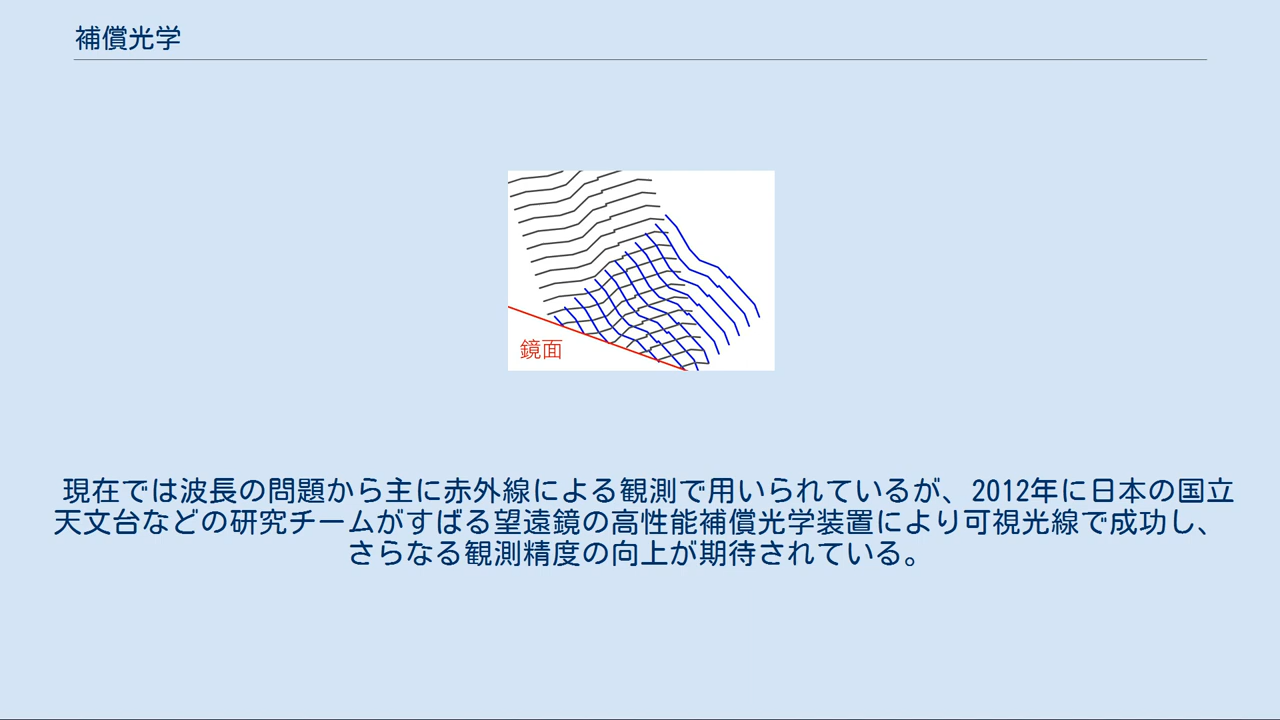 補償光学
鏡面
現在では波長の問題から主に赤外線による観測で用いられているが、2012年に日本の国立
天文台などの研究チームがすばる望遠鏡の高性能補償光学装置により可視光線で成功し、
さらなる観測精度の向上が期待されている。